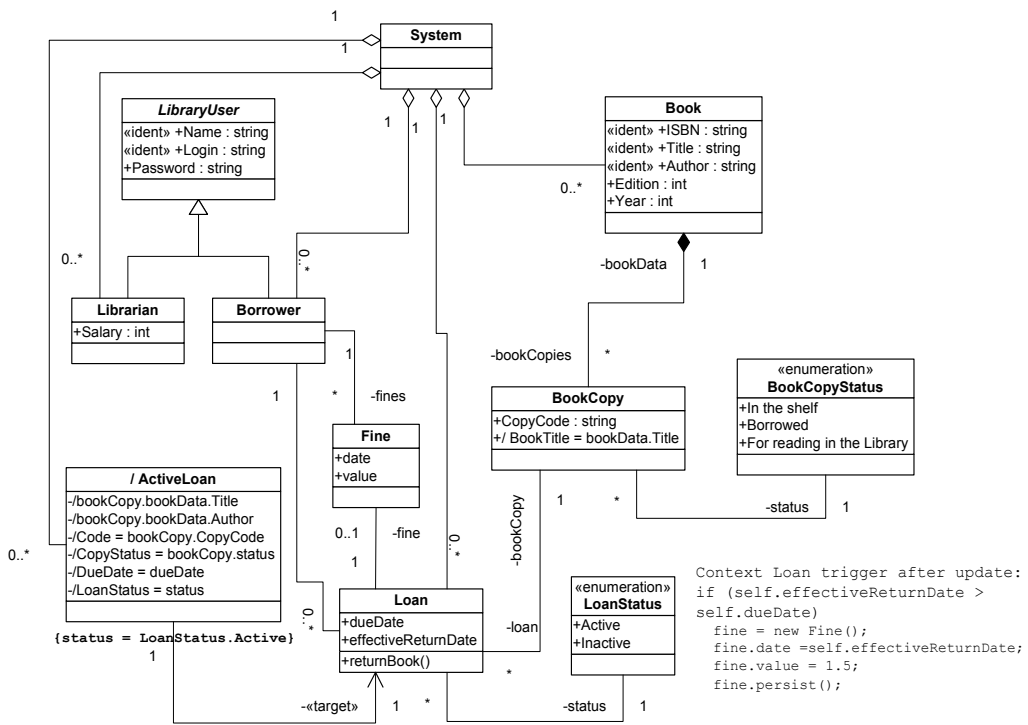 1
1
System
1
1
1
LibraryUser
«ident» +Name : string
«ident» +Login : string
+Password : string
Book
«ident» +ISBN : string
«ident» +Title : string
«ident» +Author : string
+Edition : int
+Year : int
0..*
0..*
0..*
-bookData
1
Librarian
+Salary : int
Borrower
1
1
*
-fines
-bookCopies
*
Fine
+date
+value
BookCopy
+CopyCode : string
+/ BookTitle = bookData.Title
«enumeration»
BookCopyStatus
+In the shelf
+Borrowed
+For reading in the Library
/ ActiveLoan
-/bookCopy.bookData.Title
-/bookCopy.bookData.Author
-/Code = bookCopy.CopyCode
-/CopyStatus = bookCopy.status
-/DueDate = dueDate
-/LoanStatus = status
{status = LoanStatus.Active}
0..*
1
0..1
-fine
1
0..*
0..*
-bookCopy
1
*
-status
1
Loan
+dueDate
+effectiveReturnDate
+returnBook()
-loan
*
«enumeration»
LoanStatus
+Active
+Inactive
Context Loan trigger after update:
if (self.effectiveReturnDate >
self.dueDate)
fine = new Fine();
fine.date =self.effectiveReturnDate;
fine.value = 1.5;
fine.persist();
-«target»
1
*
-status
1